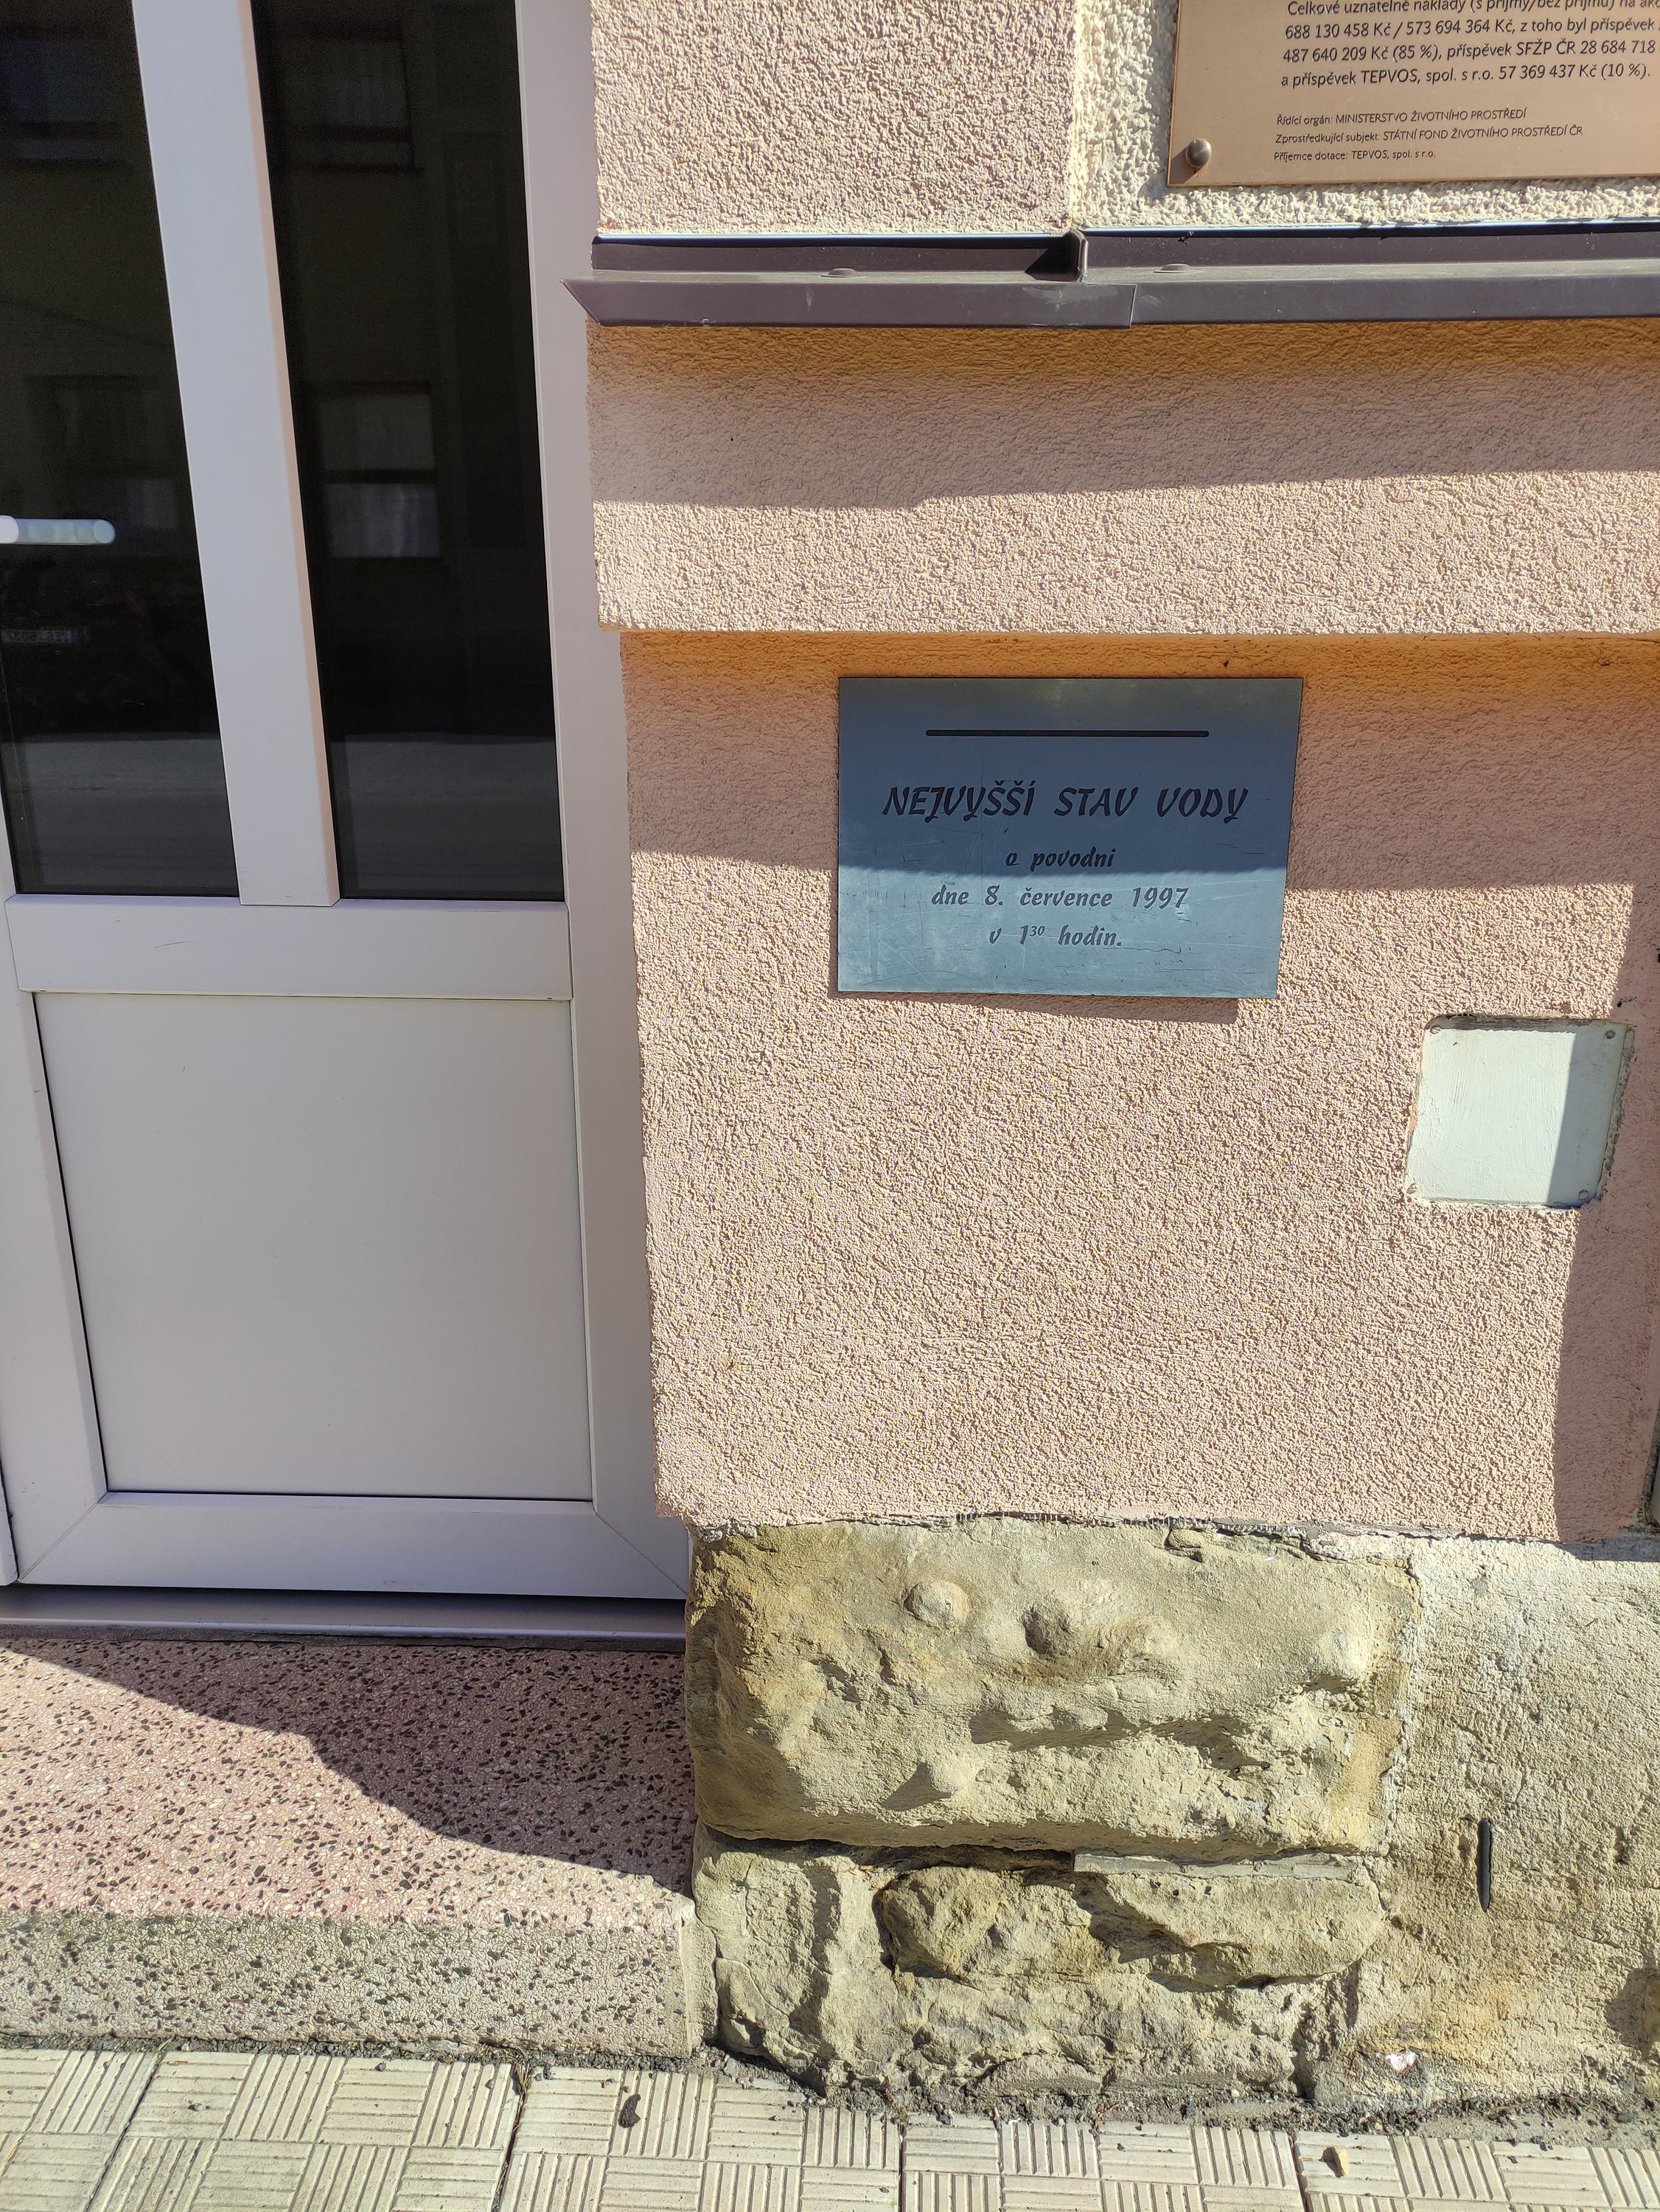 Celkové uznatelné náklady (s příjmy/bez příjmů) na
688 130 458 Kč / 573 694 364 Kč, z toho byl příspěvek
487 640 209 Kč (85 %), příspěvek SFŽP ČR 28 684 718
a příspěvek TEPVOS, spol. s r.o. 57 369 437 Kč (10 %).
Řídící orgán: MINISTERSTVO ŽIVOTNÍHO PROSTŘEDÍ
Zprostředkující subjekt: STÁTNÍ FOND ŽIVOTNÍHO PROSTŘEDÍ ČR
Příjemce dotace: TEPVOS, spol. s r.o.
NEJVYŠŠÍ STAV VODY
o povodni
dne 8. července 1997
v 1³⁰ hodin.